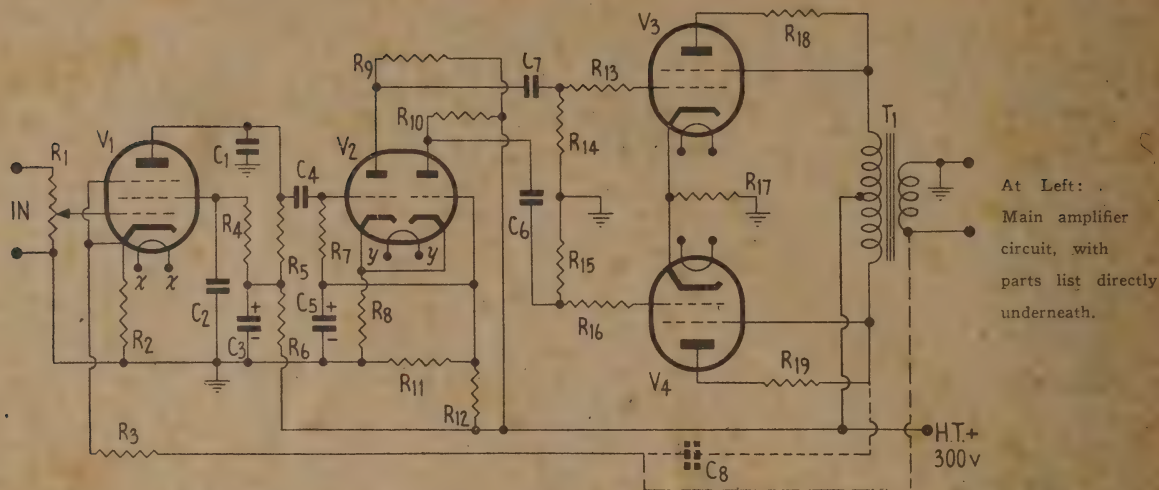 V3
R18
R9
C7
R13
T1
V1
R10
R14
R1
C1
V2
C4
R17
IN
R4
C6
R5
R7
R15
y y
x x
R16
C2
C5 +
-
R8
R2
C3 +
-
R6
R19
R11
V4
R12
R3
H.T.+
300v
C8
At Left:
Main amplifier
circuit, with
parts list directly
underneath.